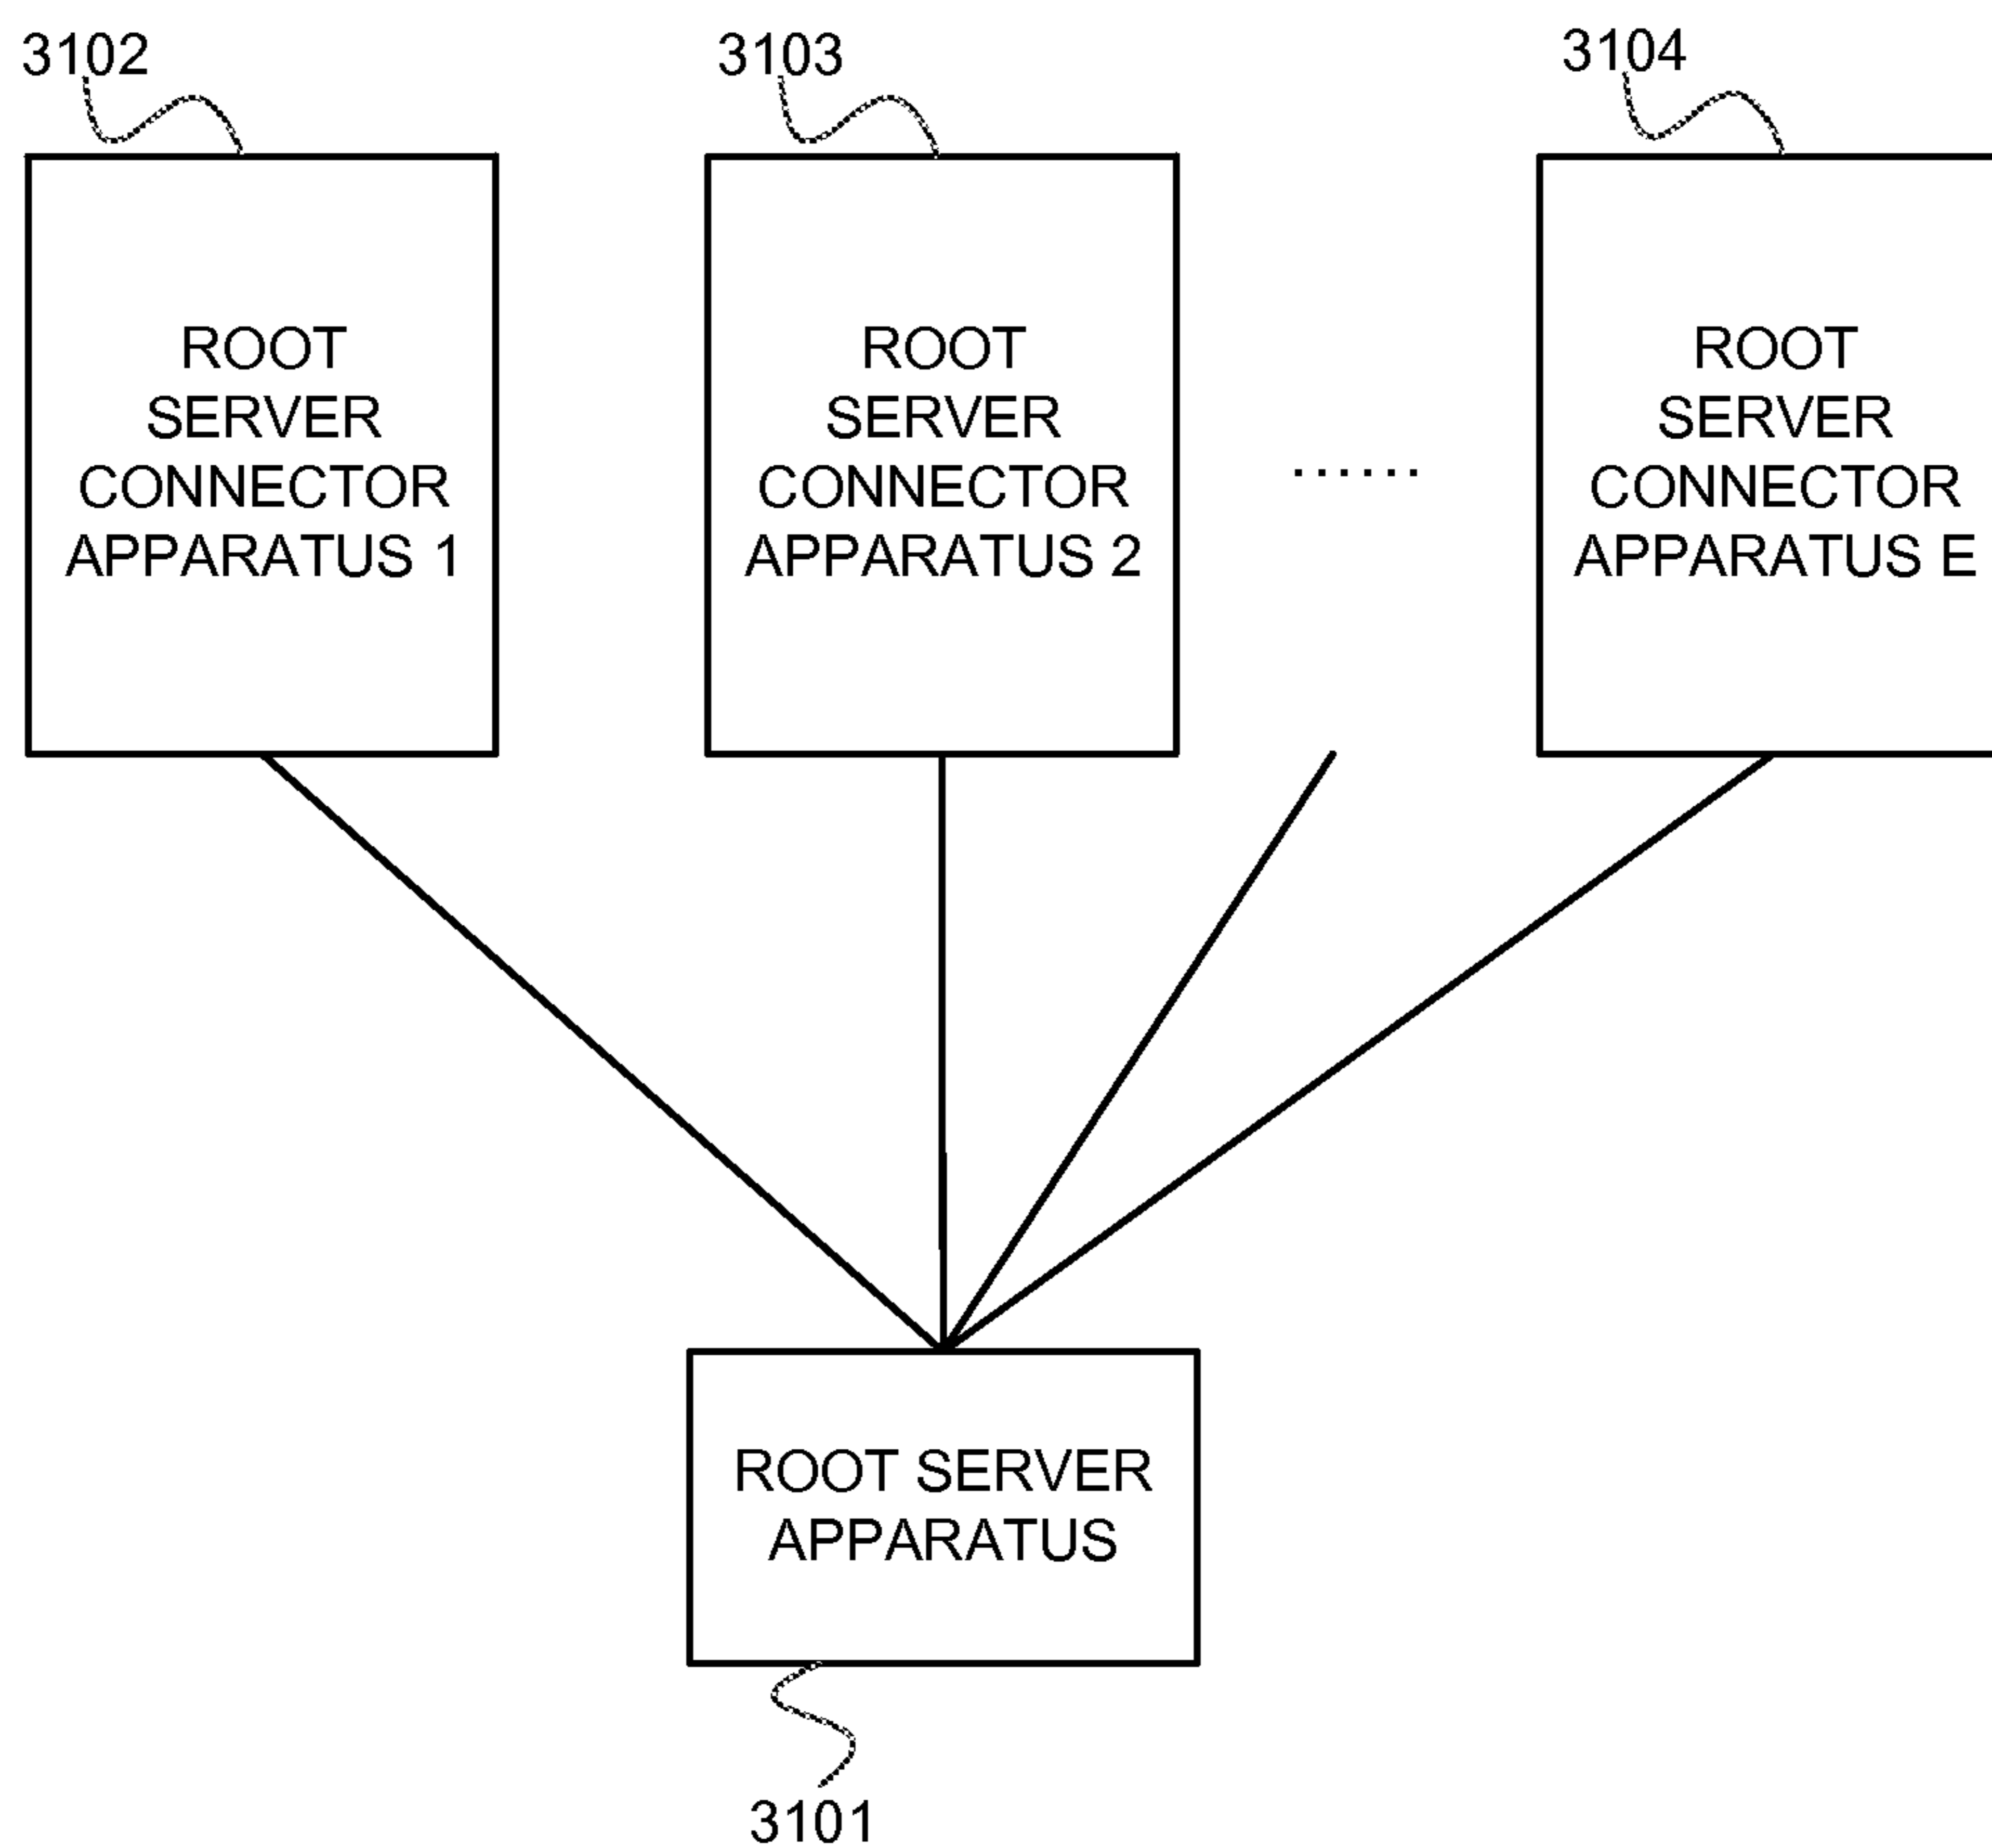 3102
3103
3104
ROOT
SERVER
CONNECTOR
APPARATUS 1
ROOT
SERVER
CONNECTOR
APPARATUS 2
......
ROOT
SERVER
CONNECTOR
APPARATUS E
ROOT SERVER
APPARATUS
3101